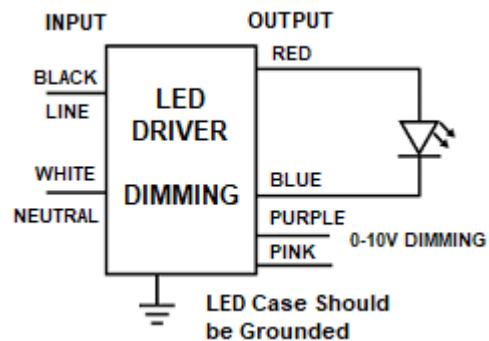 INPUT
OUTPUT
RED
BLACK
LINE
LED
DRIVER
DIMMING
WHITE
NEUTRAL
BLUE
PURPLE
0-10V DIMMING
PINK
LED Case Should
be Grounded